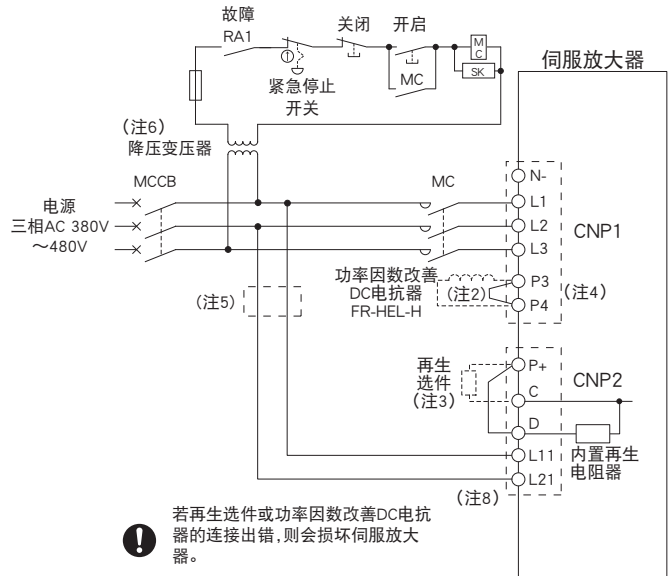 故障
RA1
关闭
开启
M
C
SK
MC
①
紧急停止
开关
伺服放大器
（注6）
降压变压器
MCCB
MC
N-
电源
三相AC 380V
～480V
L1
L2
L3
CNP1
功率因数改善
DC电抗器
FR-HEL-H
（注2）
P3
P4
（注4）
（注5）
再生
选件
（注3）
P+
C
D
CNP2
内置再生
电阻器
L11
L21
（注8）
若再生选件或功率因数改善DC电抗
器的连接出错，则会损坏伺服放大
器。